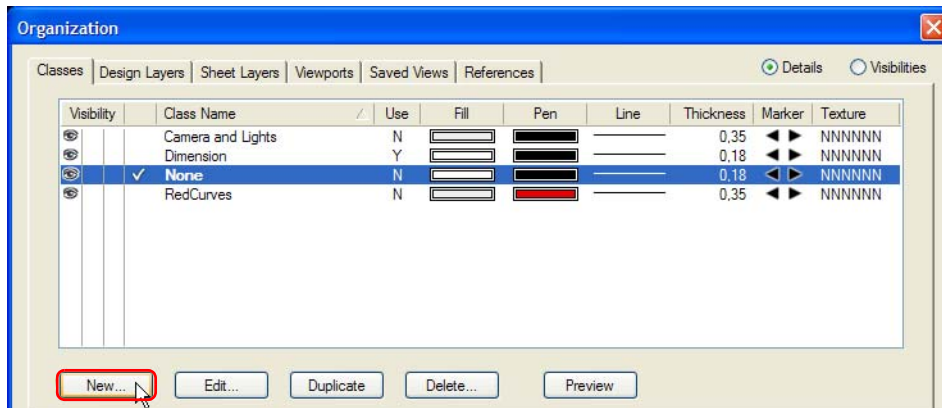 Organization
Classes Design Layers Sheet Layers Viewports Saved Views References Details Visibilities
Visibility Class Name Use Fill Pen Line Thickness Marker Texture
Camera and Lights N 0,35 NNNNNN
Dimension Y 0,18 NNNNNN
None N 0,18 NNNNNN
RedCurves N 0,35 NNNNNN
New... Edit... Duplicate Delete... Preview